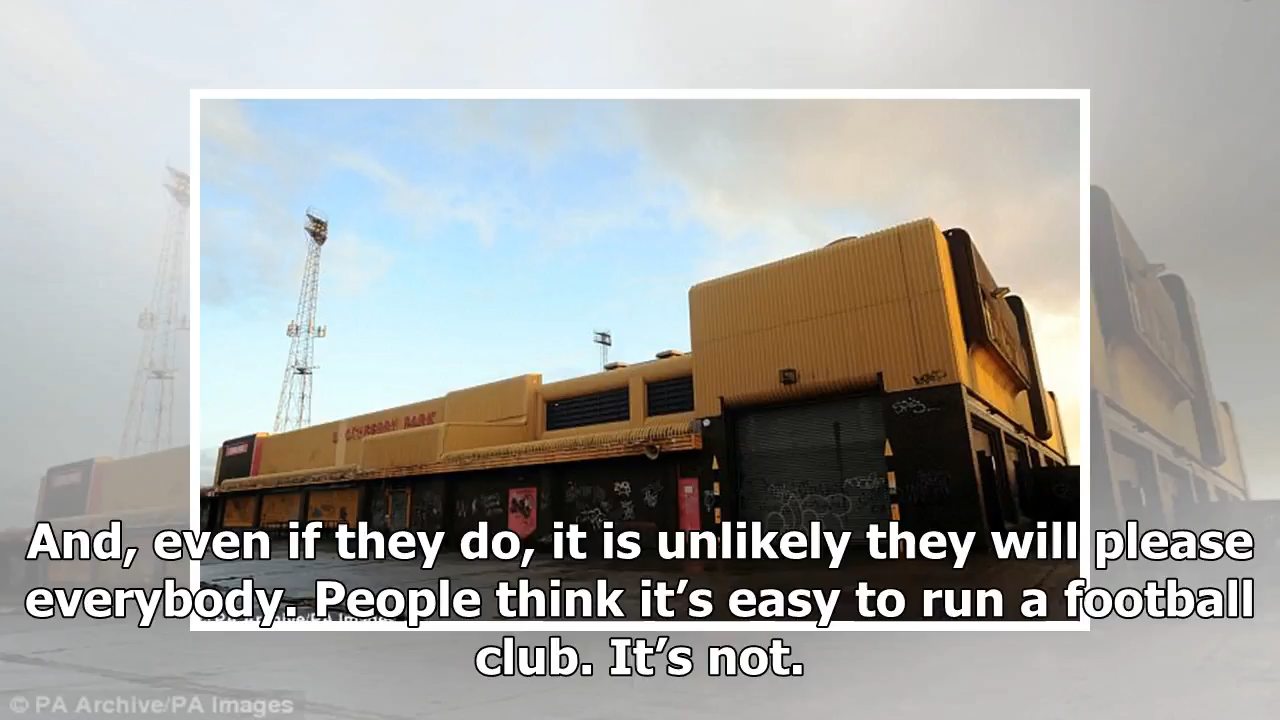 And, even if they do, it is unlikely they will please
everybody. People think it's easy to run a football
club. It's not.
© PA Archive/PA Images